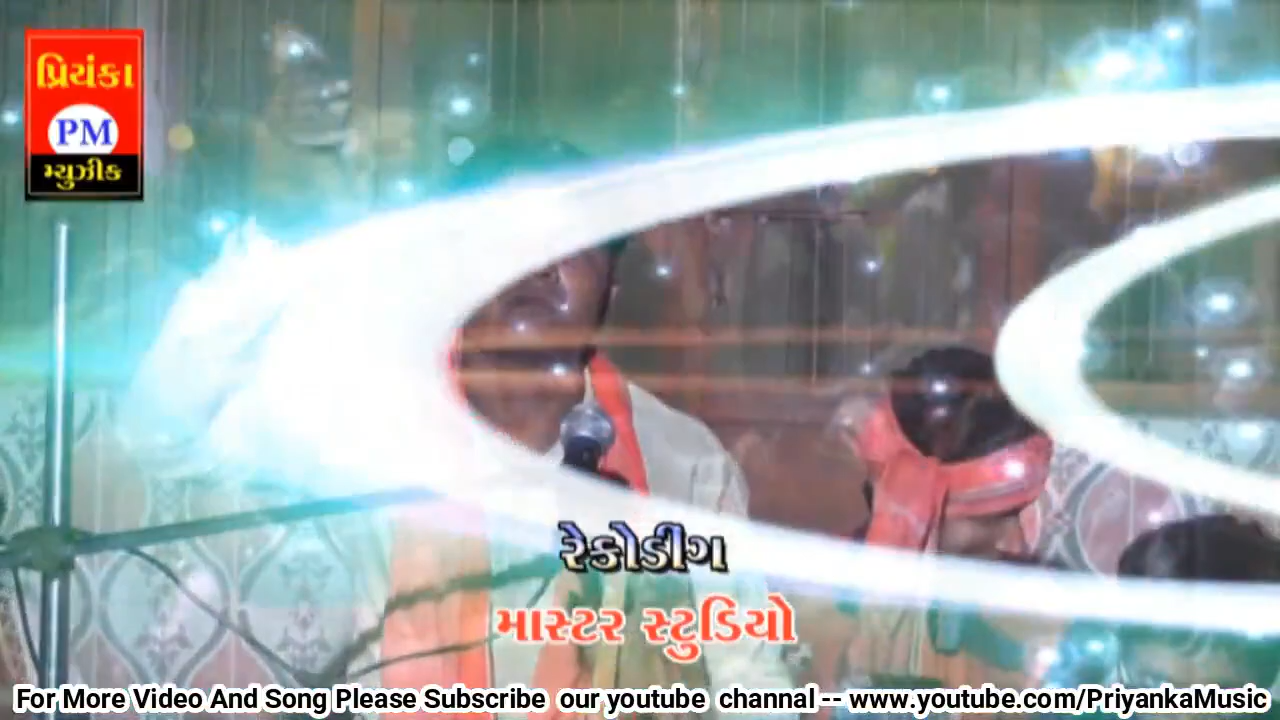 પ્રિયંકા
PM
મ્યુઝીક
રેકોડીંગ
માસ્ટર સ્ટુડિયો
For More Video And Song Please Subscribe our youtube channal -- www.youtube.com/PriyankaMusic